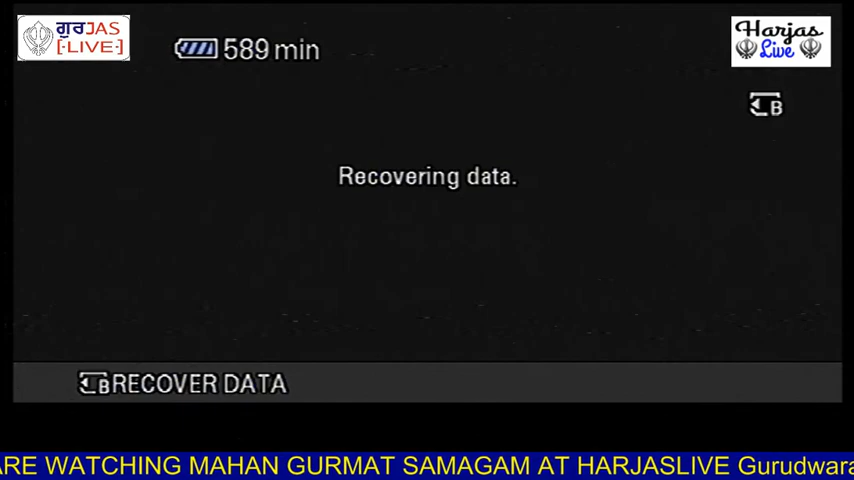 ਗੁਰJAS
[-LIVE-]
589 min
Harjas
Live
B
Recovering data.
B RECOVER DATA
ARE WATCHING MAHAN GURMAT SAMAGAM AT HARJASLIVE Gurudwara